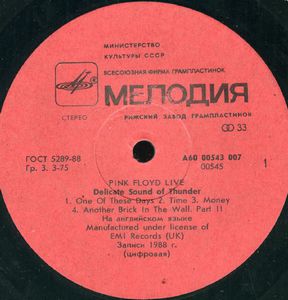 МИНИСТЕРСТВО
КУЛЬТУРЫ СССР
ВСЕСОЮЗНАЯ ФИРМА ГРАМПЛАСТИНОК
МЕЛОДИЯ
СТЕРЕО
РИЖСКИЙ ЗАВОД ГРАМПЛАСТИНОК
33
ГОСТ 5289-88
Гр. 3. 3-75
А60 00543 007
00545
1
PINK FLOYD LIVE
Delicate Sound of Thunder
1. One Of These Days 2. Time 3. Money
4. Another Brick In The Wall. Part II
На английском языке
Manufactured under license of
EMI Records (UK)
Записи 1988 г.
(цифровая)